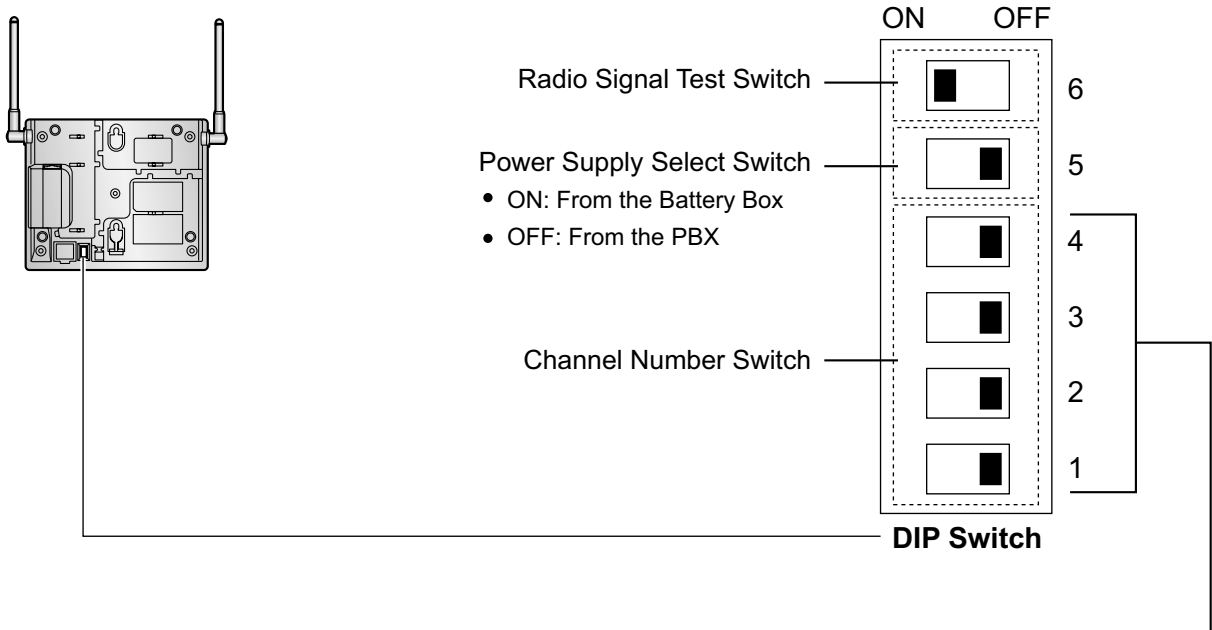 ON OFF
Radio Signal Test Switch
6
Power Supply Select Switch
5
• ON: From the Battery Box
• OFF: From the PBX
4
3
Channel Number Switch
2
1
DIP Switch